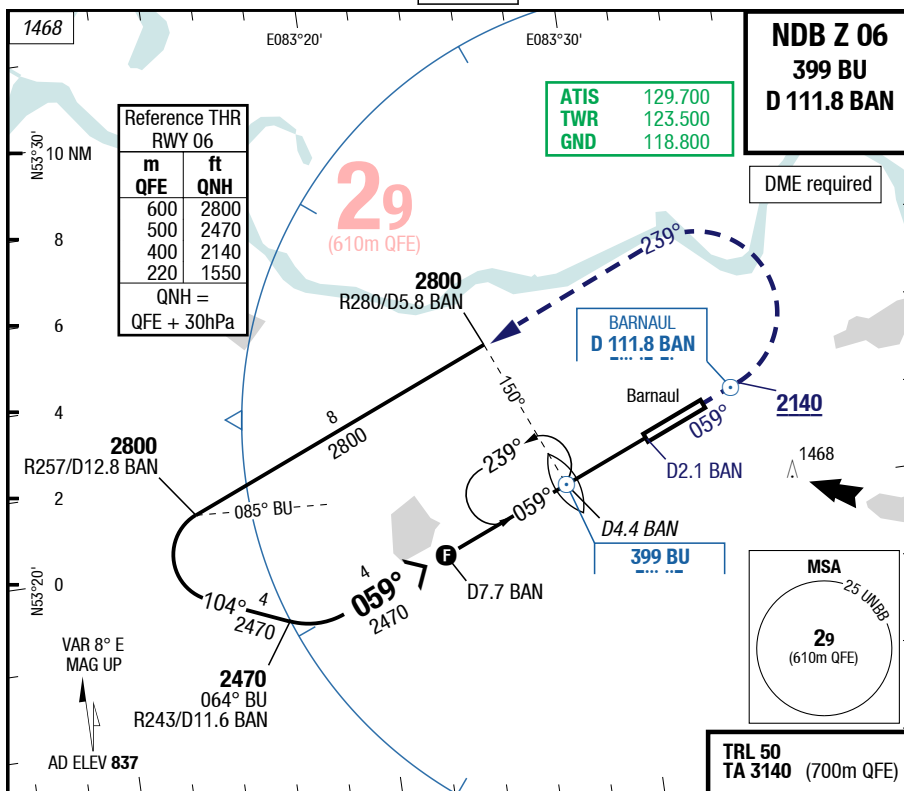 1468
E083°20'
E083°30'
NDB Z 06
399 BU
D 111.8 BAN
ATIS 129.700
TWR 123.500
GND 118.800
DME required
Reference THR
RWY 06
m ft
QFE QNH
600 2800
500 2470
400 2140
220 1550
QNH =
QFE + 30hPa
N53°30'
10 NM
8
6
4
2
0
N53°20'
29
(610m QFE)
2800
R280/D5.8 BAN
239°
BARNAUL
D 111.8 BAN
150°
Barnaul
2140
059°
D2.1 BAN
8
2800
2800
R257/D12.8 BAN
085° BU
239°
059°
1468
D4.4 BAN
399 BU
F
D7.7 BAN
104°
4
2470
4
059°
2470
2470
064° BU
R243/D11.6 BAN
VAR 8° E
MAG UP
AD ELEV 837
MSA
25 UNBB
29
(610m QFE)
TRL 50
TA 3140 (700m QFE)